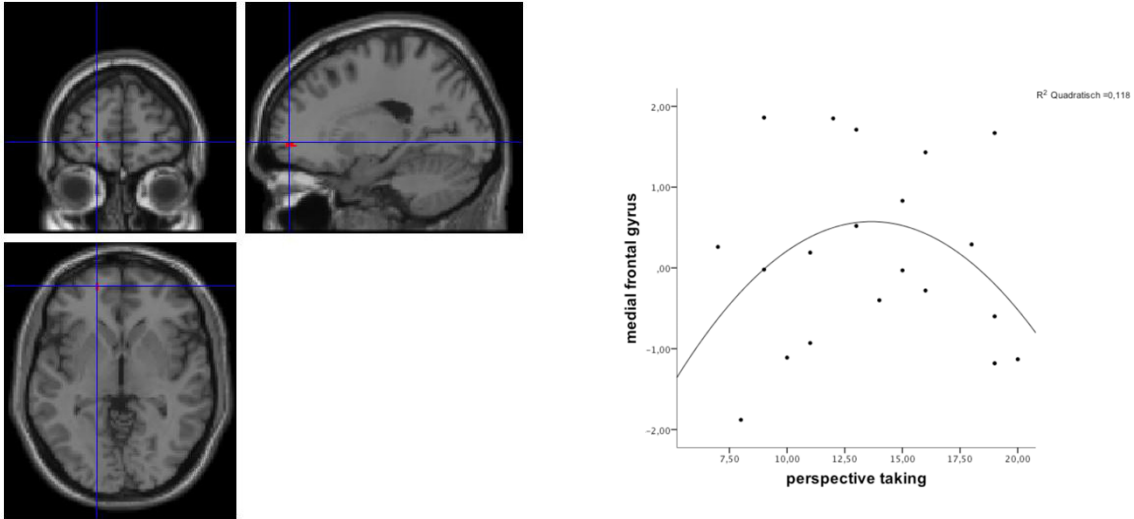 R² Quadratisch =0,118
2,00
1,00
,00
−1,00
−2,00
medial frontal gyrus
7,50 10,00 12,50 15,00 17,50 20,00
perspective taking